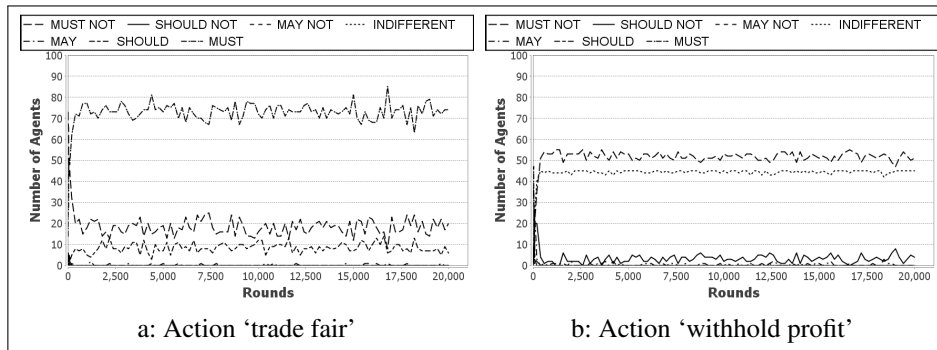 MUST NOT SHOULD NOT MAY NOT INDIFFERENT
MAY SHOULD MUST
Number of Agents
100
90
80
70
60
50
40
30
20
10
0
0 2,500 5,000 7,500 10,000 12,500 15,000 17,500 20,000
Rounds
a: Action ‘trade fair’
MUST NOT SHOULD NOT MAY NOT INDIFFERENT
MAY SHOULD MUST
Number of Agents
100
90
80
70
60
50
40
30
20
10
0
0 2,500 5,000 7,500 10,000 12,500 15,000 17,500 20,000
Rounds
b: Action ‘withhold profit’